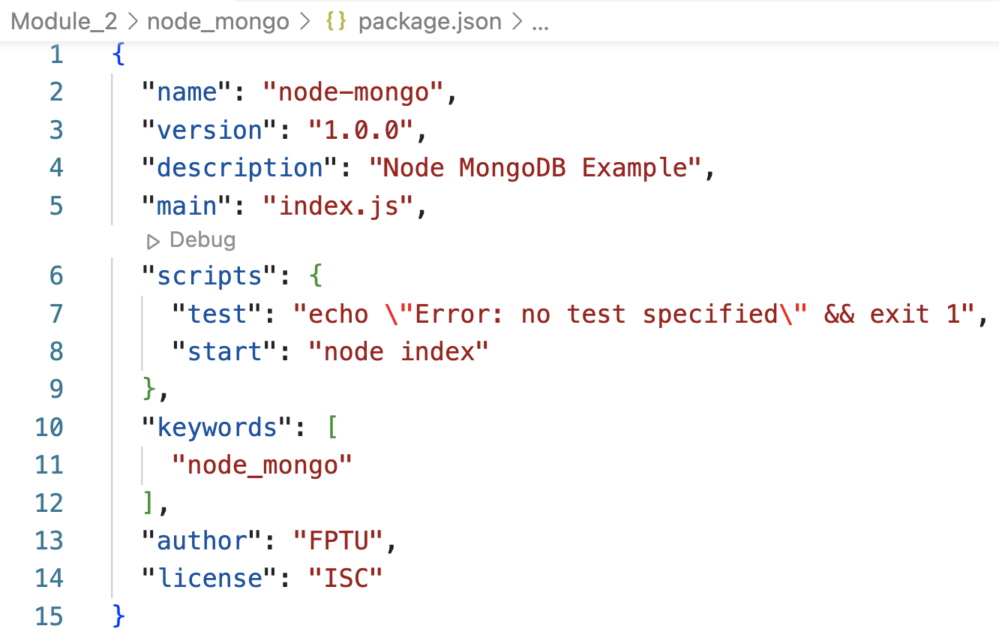 Module_2 > node_mongo > {} package.json > ...
1 {
2 "name": "node-mongo",
3 "version": "1.0.0",
4 "description": "Node MongoDB Example",
5 "main": "index.js",
Debug
6 "scripts": {
7 "test": "echo \"Error: no test specified\" && exit 1",
8 "start": "node index"
9 },
10 "keywords": [
11 "node_mongo"
12 ],
13 "author": "FPTU",
14 "license": "ISC"
15 }